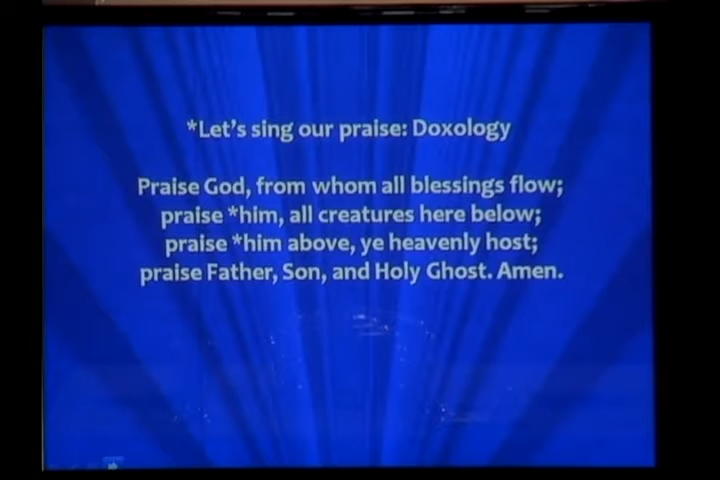 *Let's sing our praise: Doxology
Praise God, from whom all blessings flow;
praise *him, all creatures here below;
praise *him above, ye heavenly host;
praise Father, Son, and Holy Ghost. Amen.